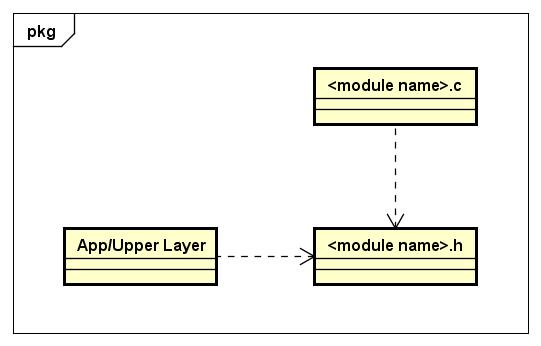 pkg
<module name>.c
App/Upper Layer
<module name>.h